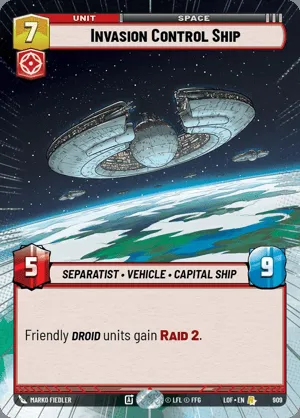 UNIT SPACE
7 INVASION CONTROL SHIP
5 SEPARATIST • VEHICLE • CAPITAL SHIP 9
Friendly DROID units gain RAID 2.
MARKO FIEDLER © LFL © FFG LOF • EN 909